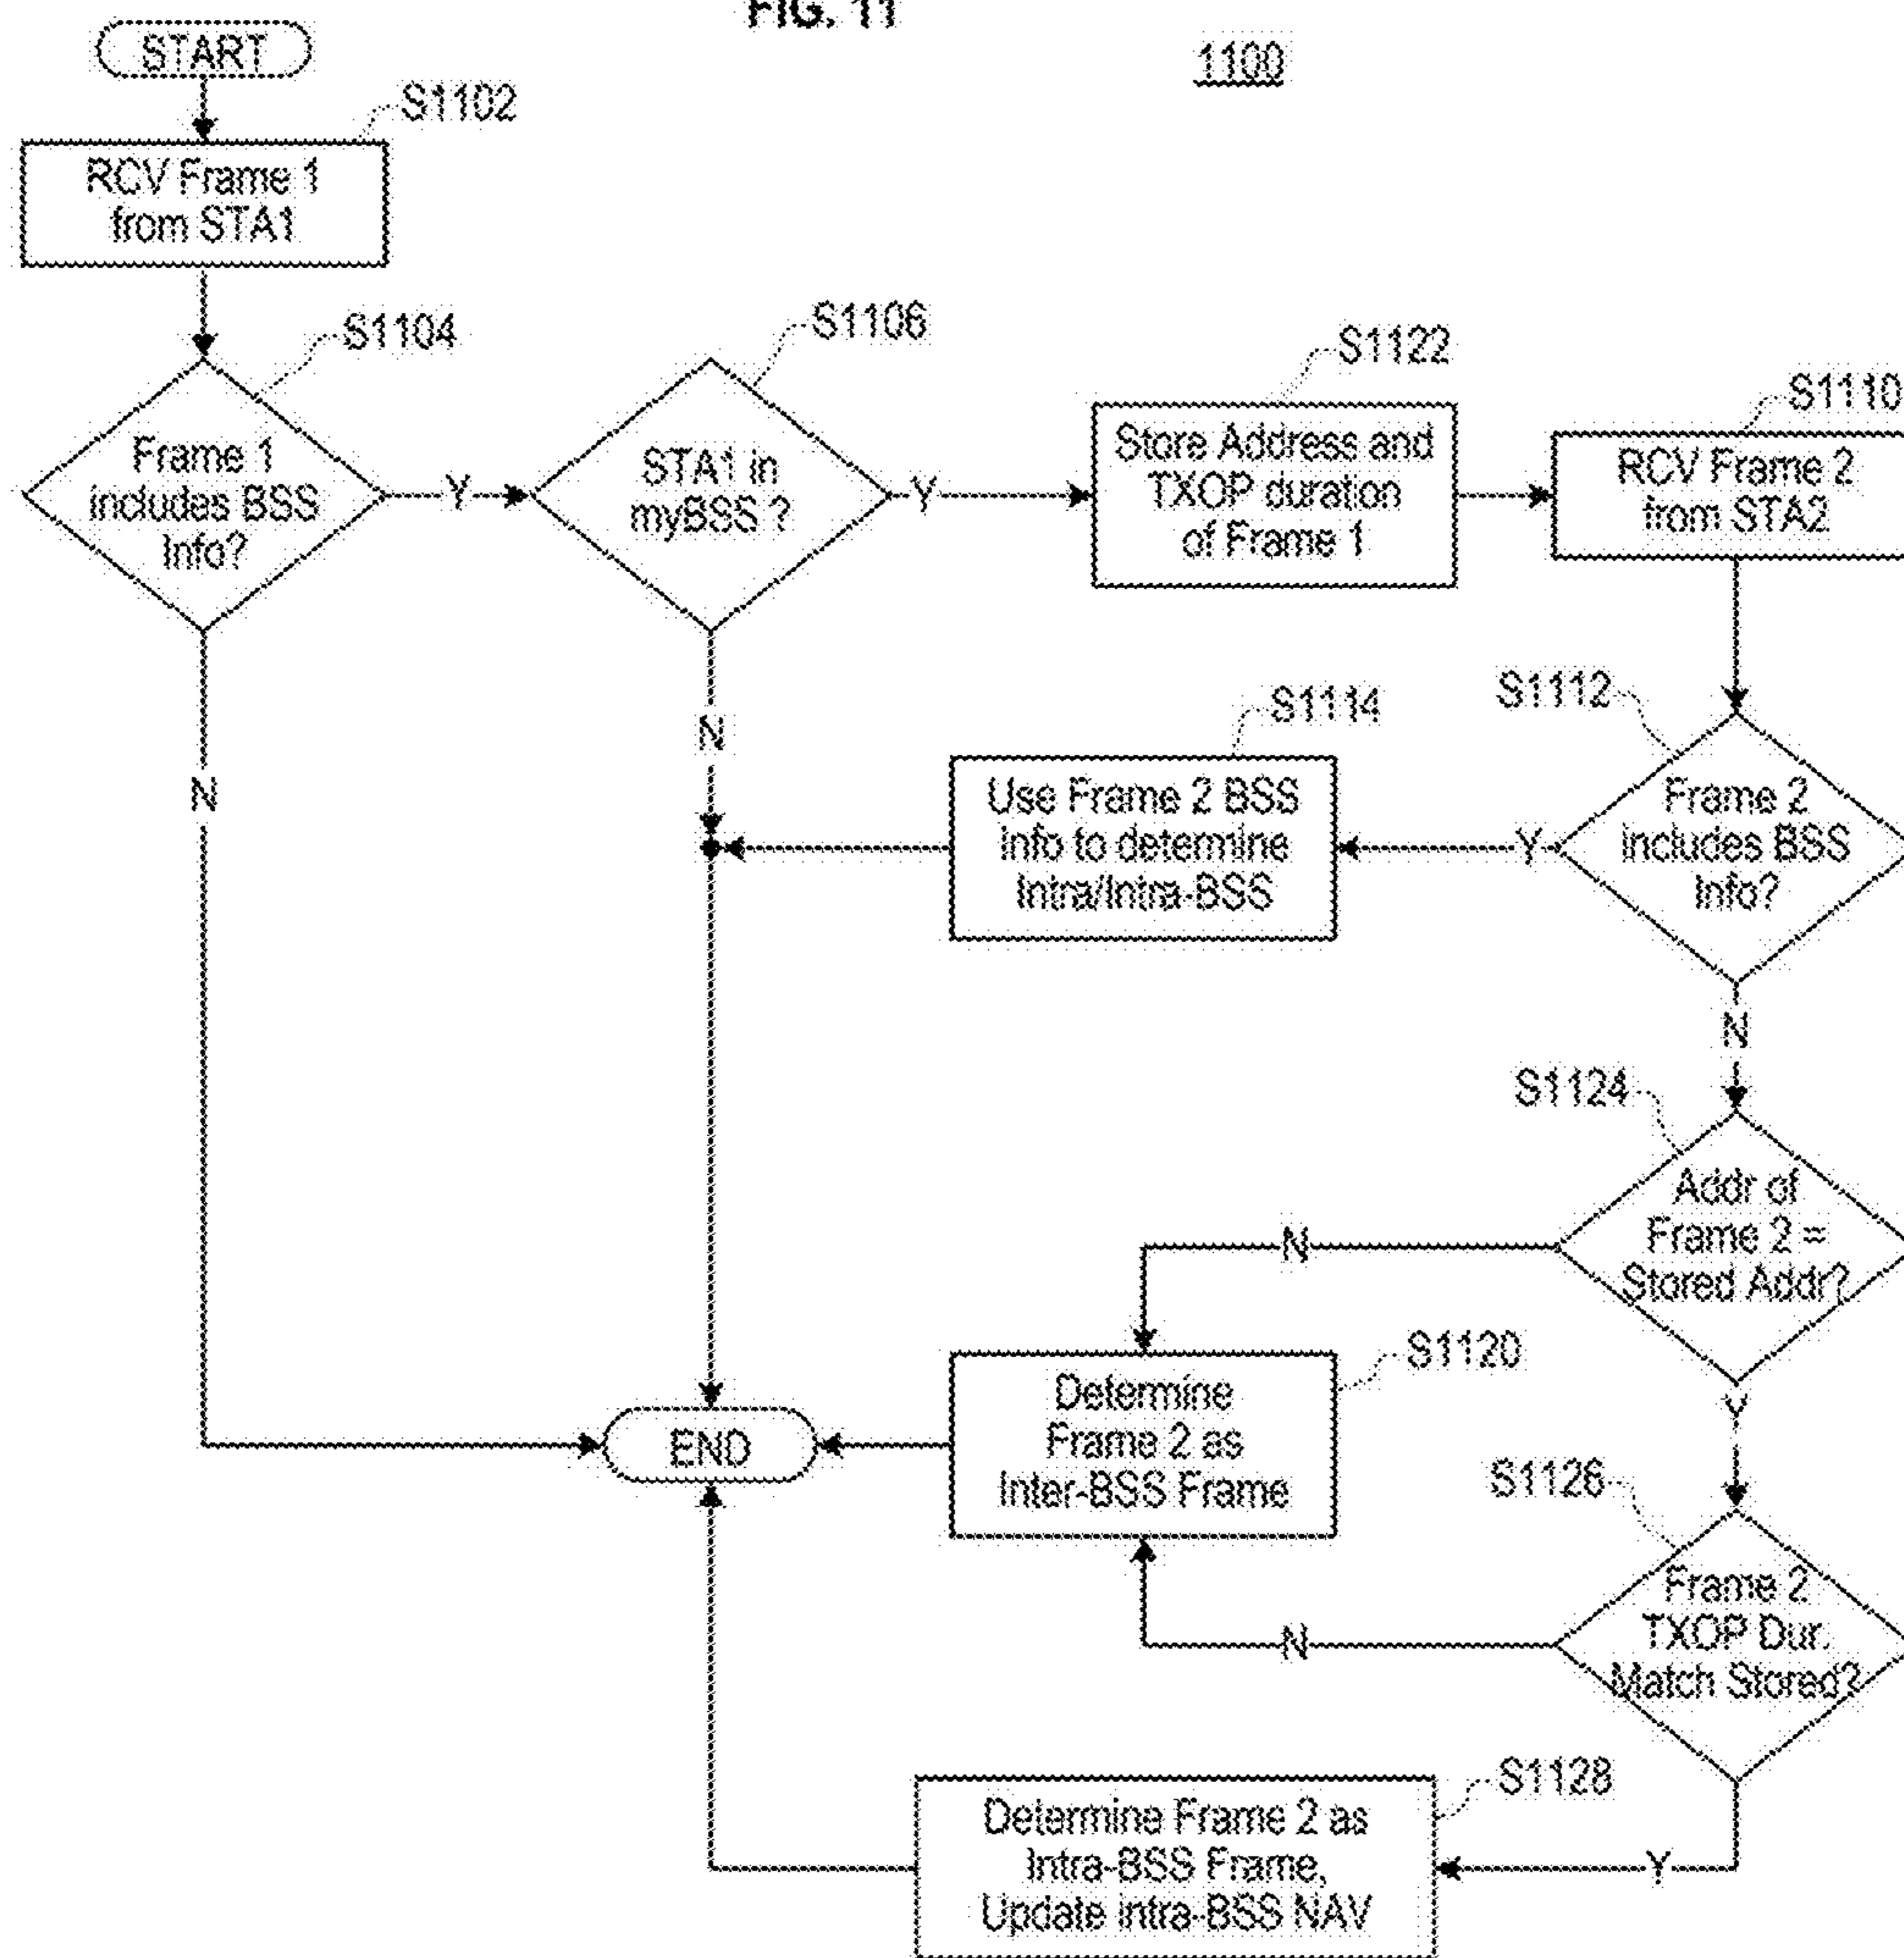 FIG. 11
1100
START
S1102
RCV Frame 1
from STA1
S1104
Frame 1
includes BSS
Info?
Y
N
S1106
STA1 in
myBSS ?
Y
N
S1122
Store Address and
TXOP duration
of Frame 1
S1110
RCV Frame 2
from STA2
S1112
Frame 2
includes BSS
Info?
Y
N
S1114
Use Frame 2 BSS
Info to determine
Intra/Intra-BSS
S1124
Addr of
Frame 2 =
Stored Addr?
N
Y
S1120
Determine
Frame 2 as
Inter-BSS Frame
END
S1126
Frame 2
TXOP Dur.
Match Stored?
N
Y
S1128
Determine Frame 2 as
Intra-BSS Frame,
Update intra-BSS NAV